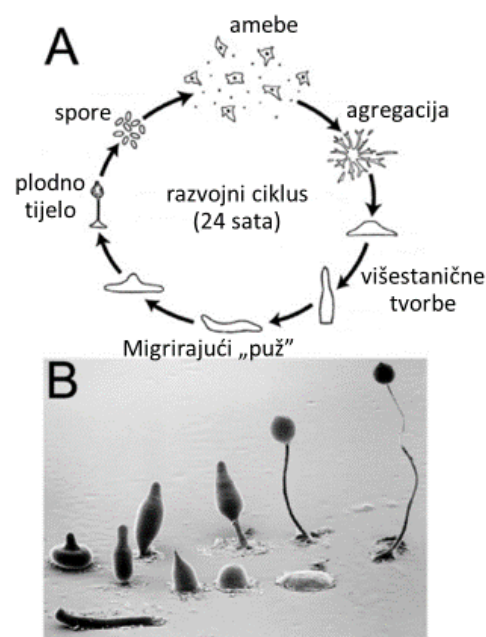 A
amebe
spore
agregacija
plodno
tijelo
razvojni ciklus
(24 sata)
višestanične
tvorbe
Migrirajući „puž”
B